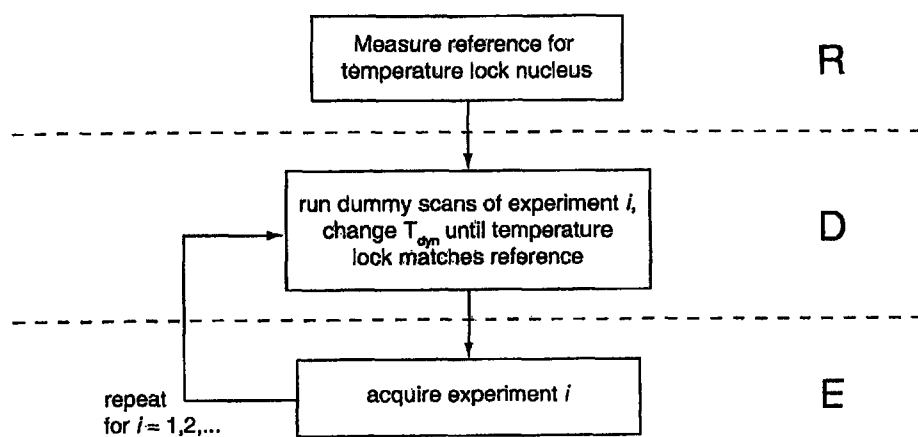 Measure reference for
temperature lock nucleus
R
run dummy scans of experiment i,
change T_dyn until temperature
lock matches reference
D
acquire experiment i
E
repeat
for i = 1,2,...